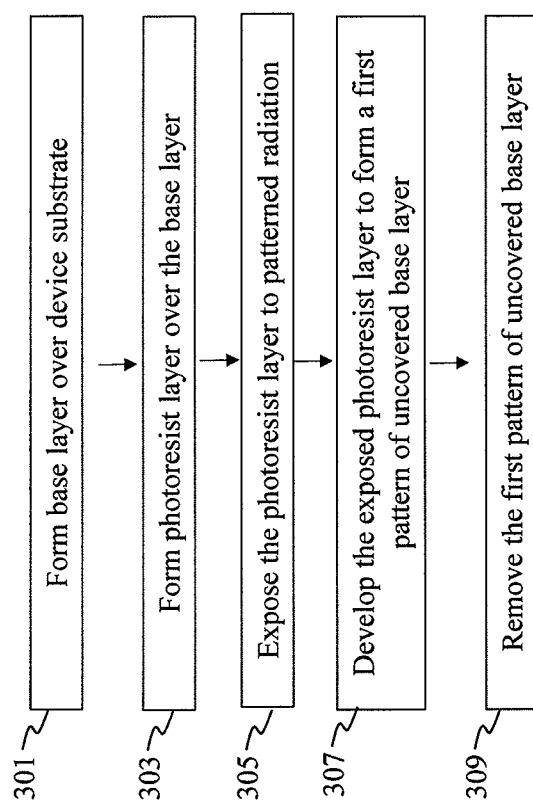 301
Form base layer over device substrate
303
Form photoresist layer over the base layer
305
Expose the photoresist layer to patterned radiation
307
Develop the exposed photoresist layer to form a first
pattern of uncovered base layer
309
Remove the first pattern of uncovered base layer